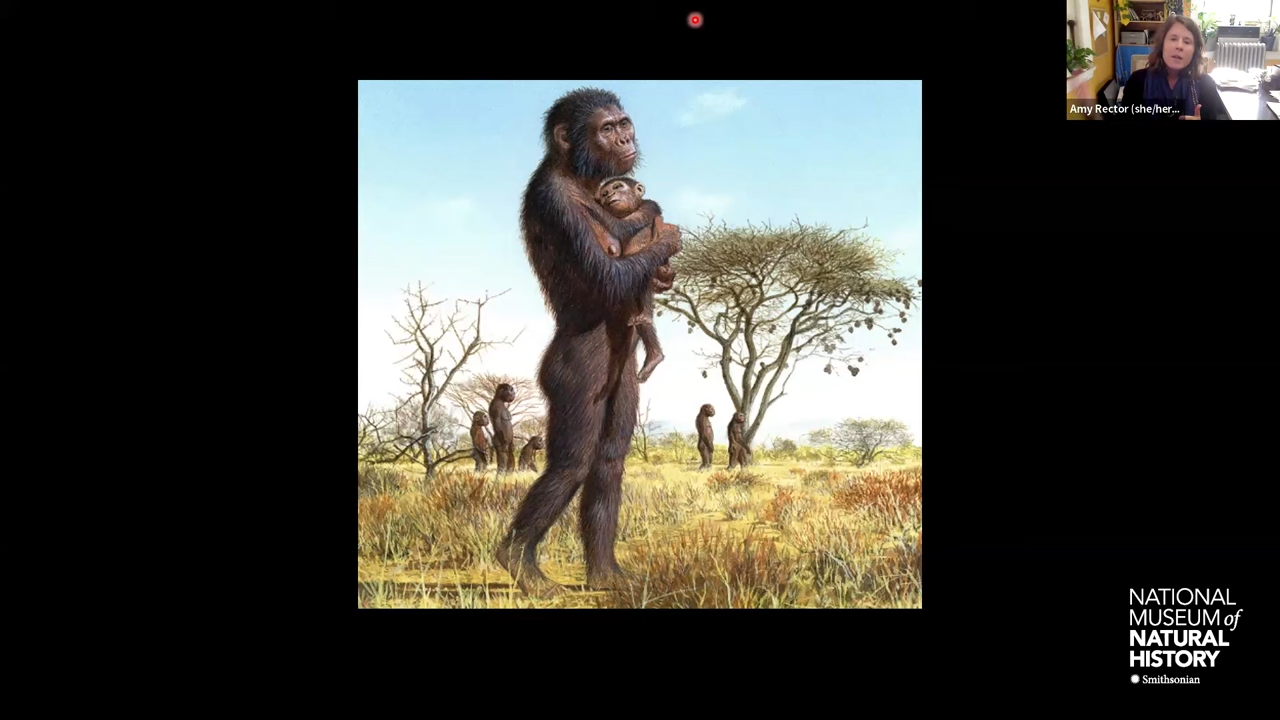 Amy Rector (she/her...
NATIONAL
MUSEUM of
NATURAL
HISTORY
Smithsonian